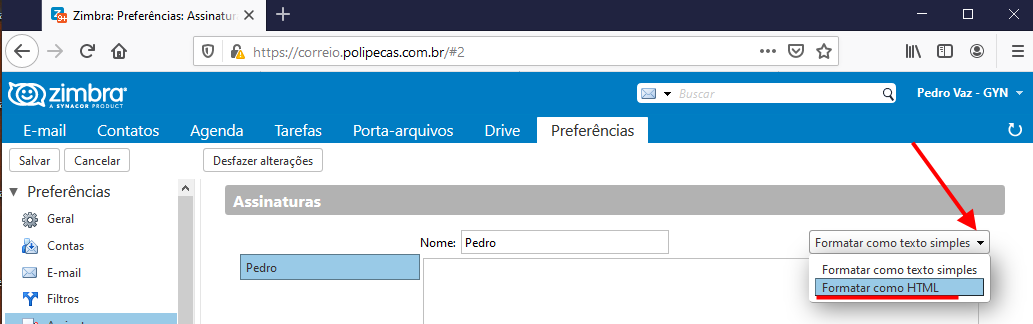 Zimbra: Preferências: Assinatur
https://correio.polipecas.com.br/#2
zimbra
A SYNACOR PRODUCT
Buscar
Pedro Vaz - GYN
E-mail Contatos Agenda Tarefas Porta-arquivos Drive Preferências
Salvar Cancelar Desfazer alterações
Preferências
Assinaturas
Geral
Contas
E-mail
Filtros
Nome: Pedro
Formatar como texto simples
Pedro
Formatar como texto simples
Formatar como HTML